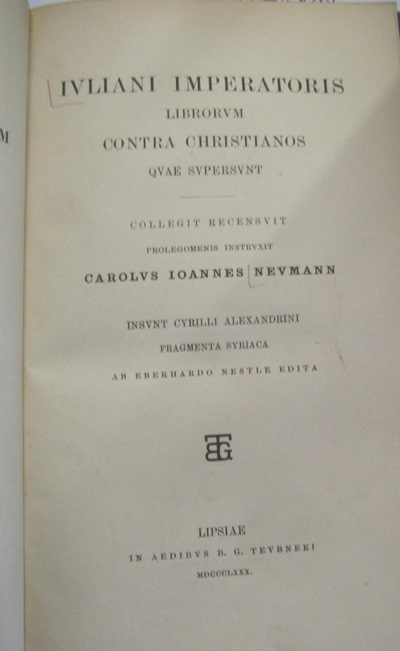 IVLIANI IMPERATORIS
LIBRORVM
CONTRA CHRISTIANOS
QVAE SVPERSVNT
COLLEGIT RECENSVIT
PROLEGOMENIS INSTRVXIT
CAROLVS IOANNES NEVMANN
INSVNT CYRILLI ALEXANDRINI
FRAGMENTA SYRIACA
AB EBERHARDO NESTLE EDITA
BTG
LIPSIAE
IN AEDIBVS B. G. TEVBNERI
MDCCCLXXX.